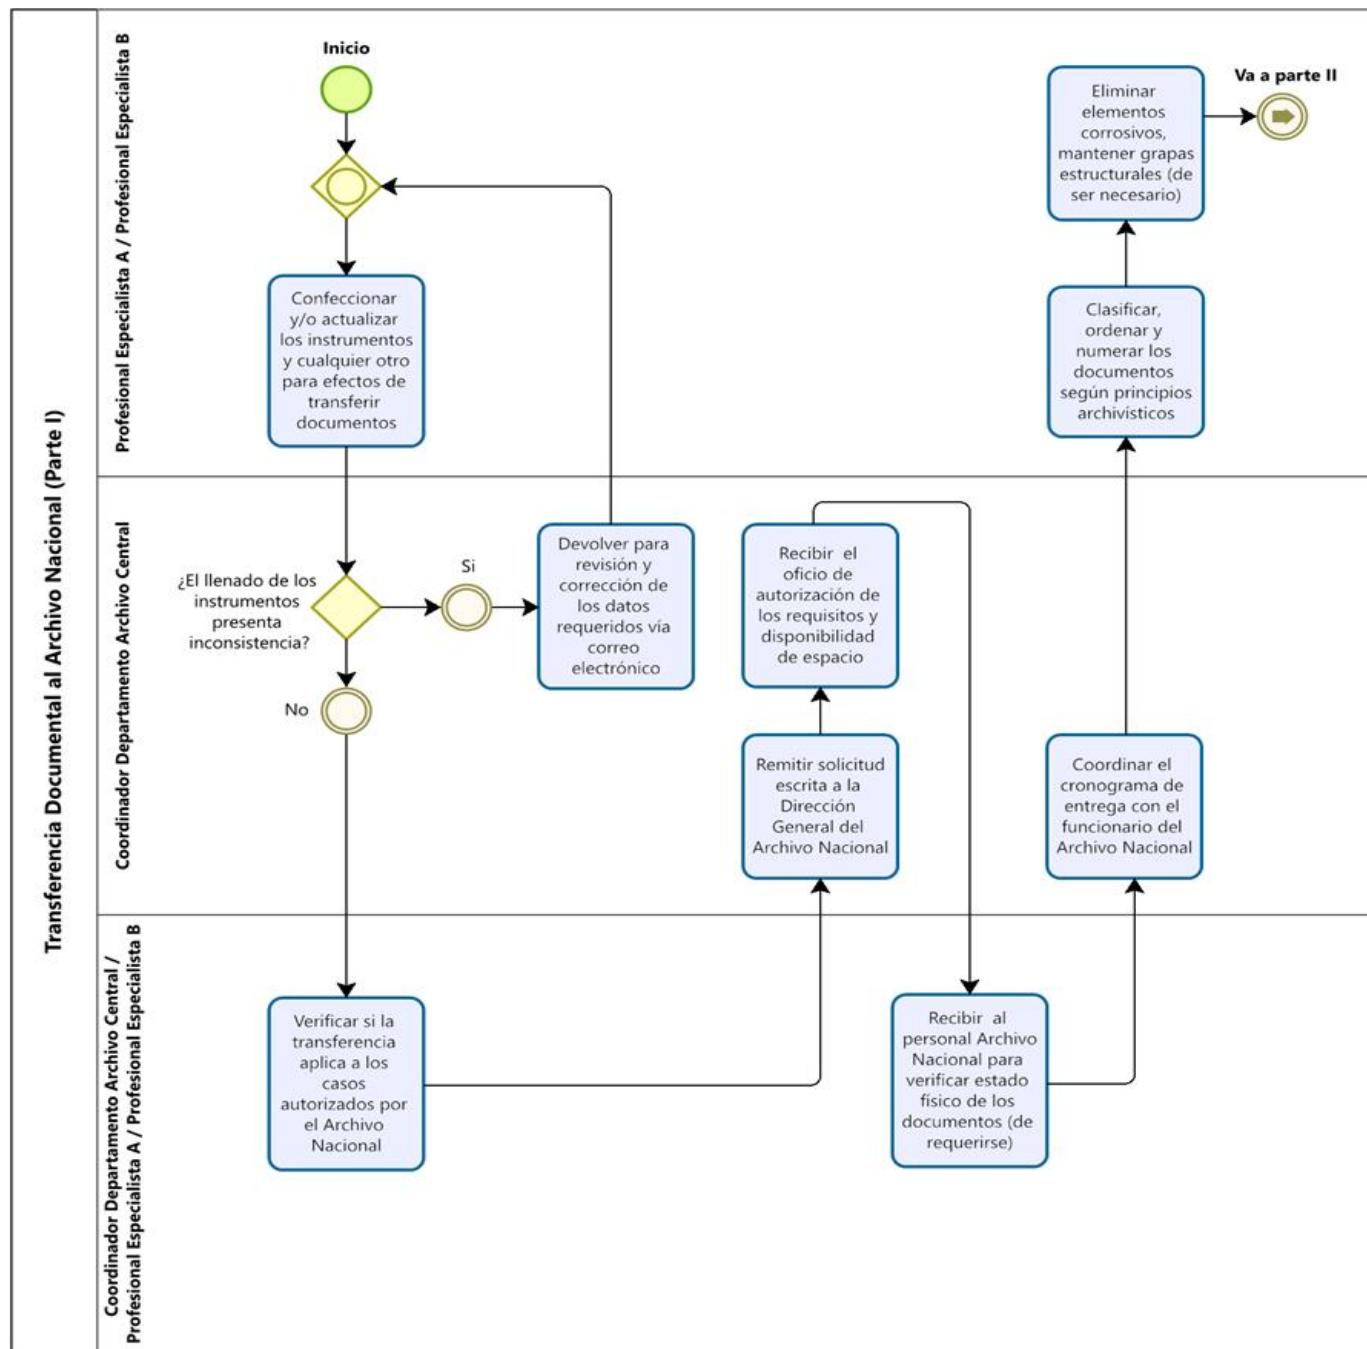 Transferencia Documental al Archivo Nacional (Parte I)
Profesional Especialista A / Profesional Especialista B
Inicio
Confeccionar
y/o actualizar
los instrumentos
y cualquier otro
para efectos de
transferir
documentos
Eliminar
elementos
corrosivos,
mantener grapas
estructurales (de
ser necesario)
Va a parte II
Clasificar,
ordenar y
numerar los
documentos
según principios
archivísticos
Coordinador Departamento Archivo Central
¿El llenado de los
instrumentos
presenta
inconsistencia?
Si
No
Devolver para
revisión y
corrección de
los datos
requeridos vía
correo
electrónico
Recibir el
oficio de
autorización de
los requisitos y
disponibilidad
de espacio
Remitir solicitud
escrita a la
Dirección
General del
Archivo Nacional
Coordinar el
cronograma de
entrega con el
funcionario del
Archivo Nacional
Coordinador Departamento Archivo Central /
Profesional Especialista A / Profesional Especialista B
Verificar si la
transferencia
aplica a los
casos
autorizados por
el Archivo
Nacional
Recibir al
personal Archivo
Nacional para
verificar estado
físico de los
documentos (de
requerirse)